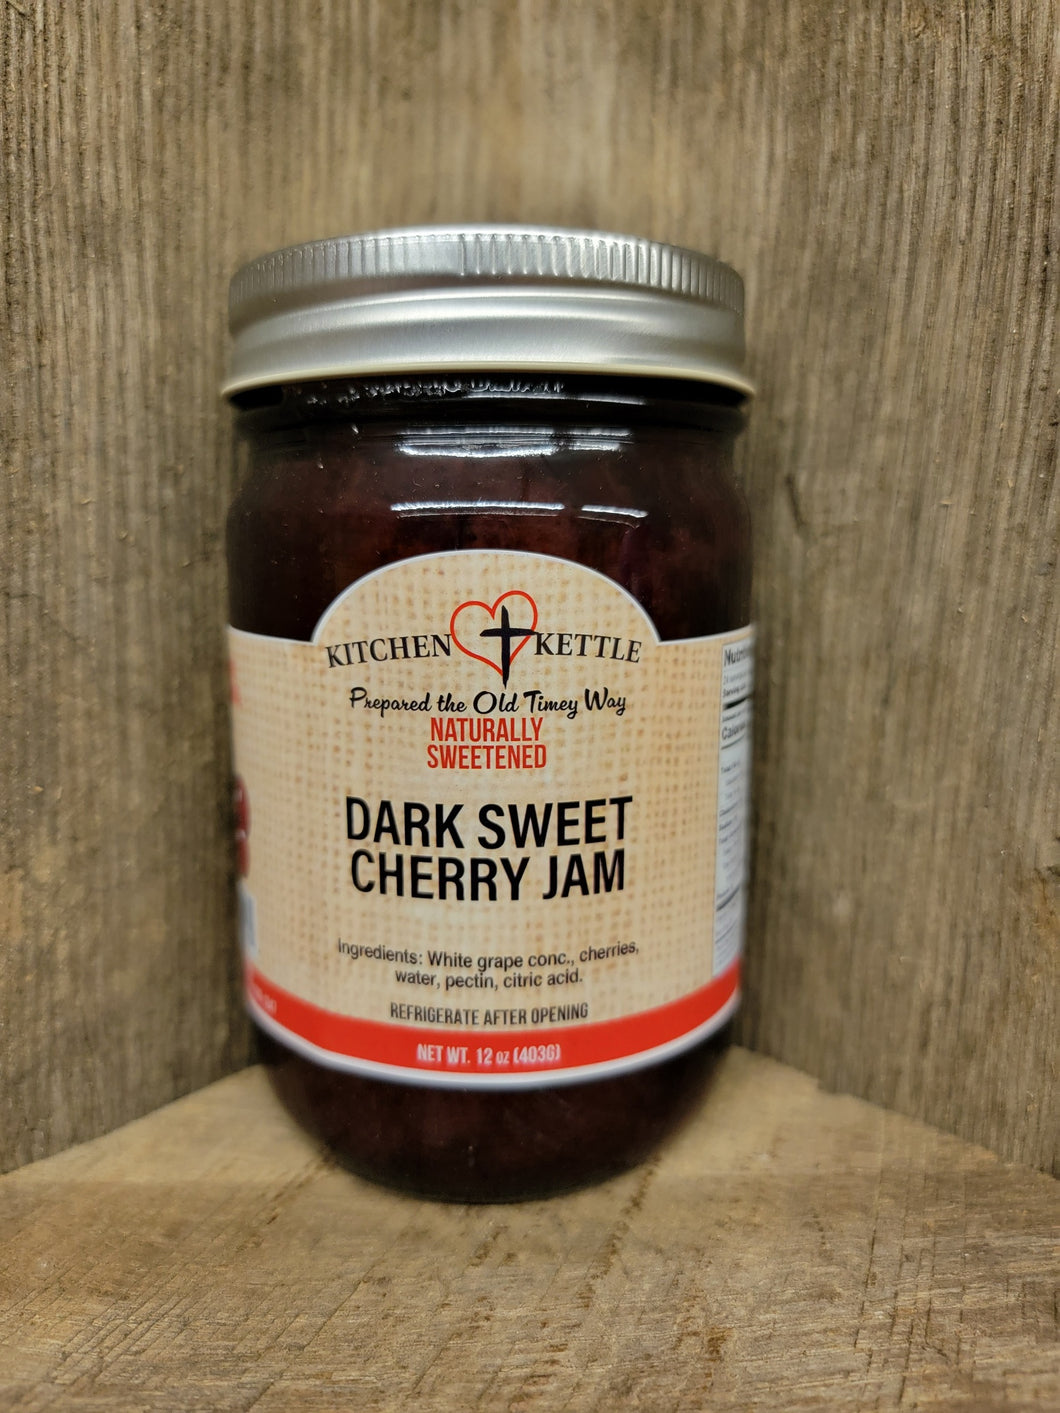 KITCHEN KETTLE
Prepared the Old Timey Way
NATURALLY
SWEETENED
DARK SWEET
CHERRY JAM
Ingredients: White grape conc., cherries,
water, pectin, citric acid.
REFRIGERATE AFTER OPENING
NET WT. 12 oz (403G)